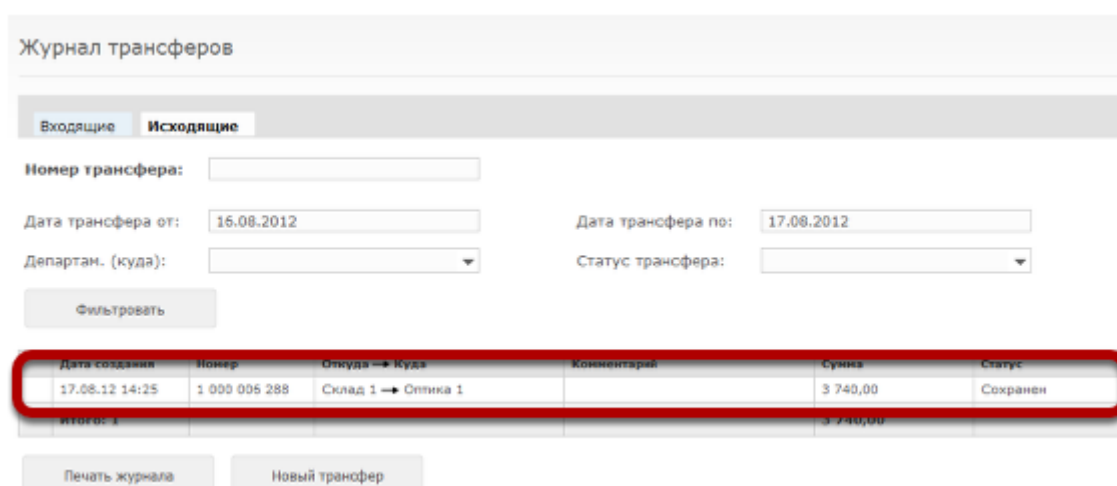 Журнал трансферов
Входящие Исходящие
Номер трансфера:
Дата трансфера от: 16.08.2012 Дата трансфера по: 17.08.2012
Департам. (куда): Статус трансфера:
Фильтровать
Дата создания Номер Откуда → Куда Комментарий Сумма Статус
17.08.12 14:25 1 000 006 288 Склад 1 → Оптика 1 3 740,00 Сохранен
Итого: 1 3 740,00
Печать журнала Новый трансфер